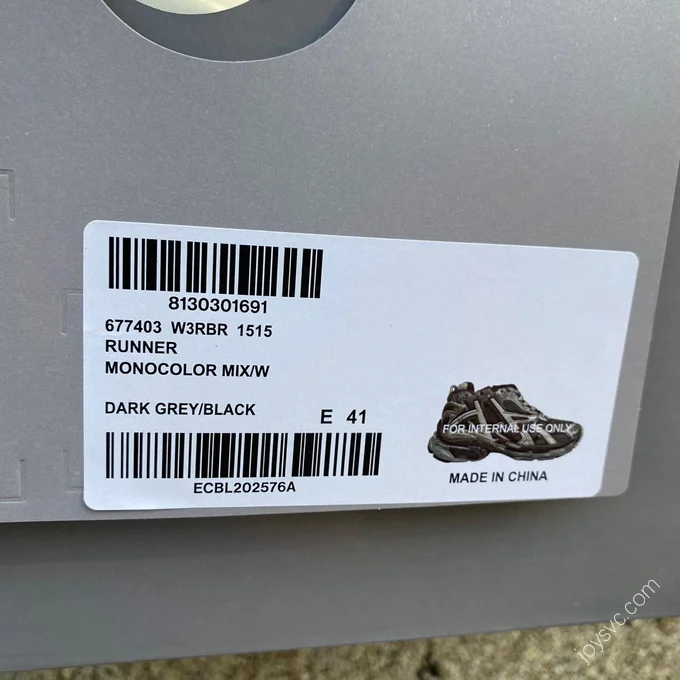 8130301691
677403 W3RBR 1515
RUNNER
MONOCOLOR MIX/W
DARK GREY/BLACK E 41
FOR INTERNAL USE ONLY
ECBL202576A
MADE IN CHINA
joysvc.com